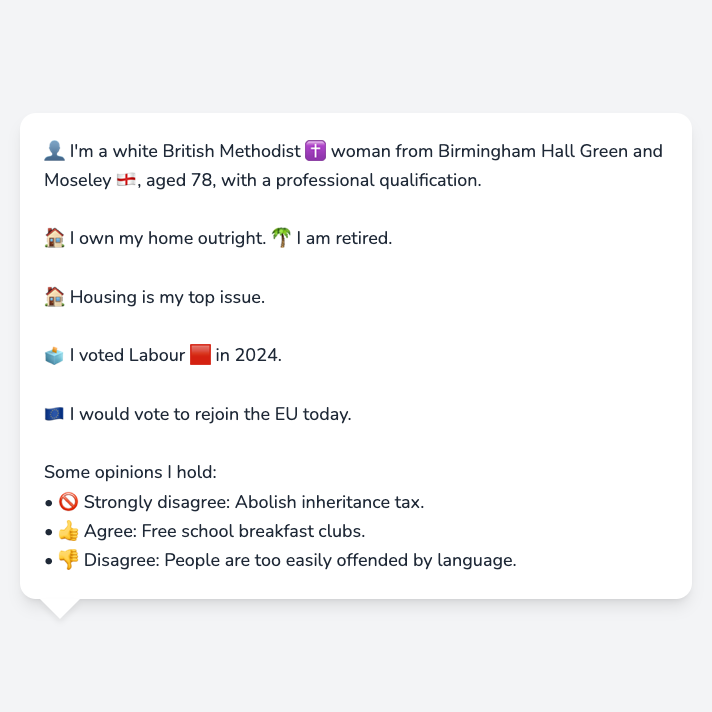 👤 I'm a white British Methodist ✝️ woman from Birmingham Hall Green and
Moseley 🏴󠁧󠁢󠁥󠁮󠁧󠁿, aged 78, with a professional qualification.
🏠 I own my home outright. 🌴 I am retired.
🏠 Housing is my top issue.
🗳️ I voted Labour 🟥 in 2024.
🇪🇺 I would vote to rejoin the EU today.
Some opinions I hold:
• 🚫 Strongly disagree: Abolish inheritance tax.
• 👍 Agree: Free school breakfast clubs.
• 👎 Disagree: People are too easily offended by language.